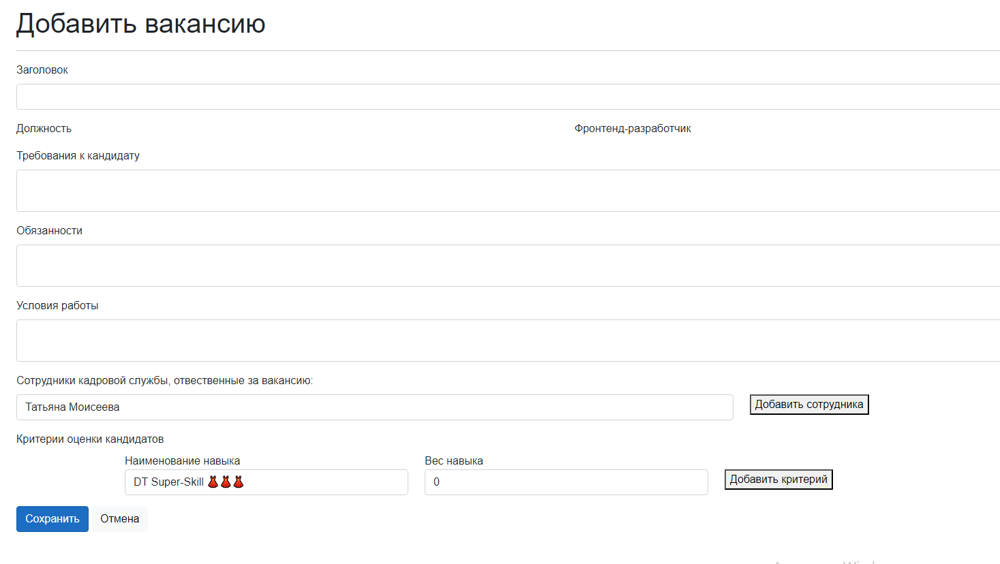 Добавить вакансию
Заголовок
Должность Фронтенд-разработчик
Требования к кандидату
Обязанности
Условия работы
Сотрудники кадровой службы, отвественные за вакансию:
Татьяна Моисеева Добавить сотрудника
Критерии оценки кандидатов
Наименование навыка Вес навыка
DT Super-Skill 0 Добавить критерий
Сохранить Отмена